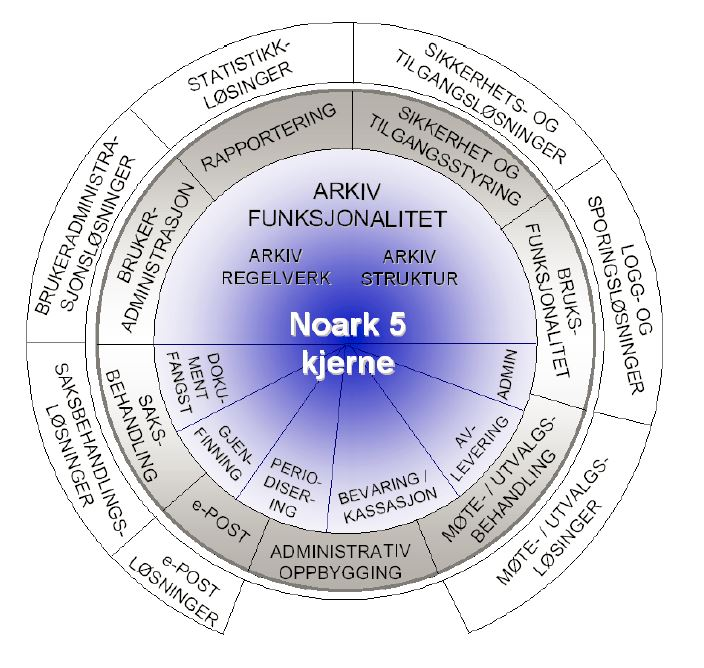 STATISTIKK-
LØSINGER
SIKKERHETS- OG
TILGANGSLØSNINGER
LOGG- OG
SPORINGSLØSNINGER
MØTE- / UTVALGS-
LØSINGER
e-POST
LØSNINGER
SAKSBEHANDLINGS-
LØSNINGER
BRUKERADMINISTRA-
SJONSLØSNINGER
RAPPORTERING
SIKKERHET OG
TILGANGSSTYRING
BRUKS-
FUNKSJONALITET
MØTE- / UTVALGS-
BEHANDLING
ADMINISTRATIV
OPPBYGGING
e-POST
SAKS-
BEHANDLING
BRUKER-
ADMINISTRASJON
ARKIV
FUNKSJONALITET
ARKIV
REGELVERK
ARKIV
STRUKTUR
Noark 5
kjerne
DOKU-
MENT
FANGST
GJEN-
FINNING
PERIO-
DISER-
ING
BEVARING /
KASSASJON
AV-
LEVERING
ADMIN